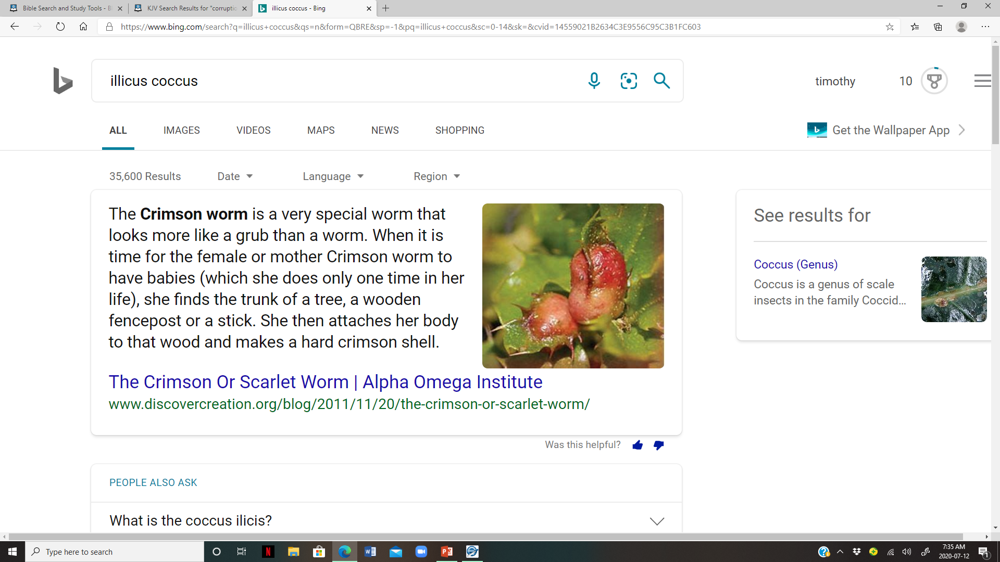 Bible Search and Study Tools - Bl
KJV Search Results for "corruptio
illicus coccus - Bing
https://www.bing.com/search?q=illicus+coccus&qs=n&form=QBRE&sp=-1&pq=illicus+coccus&sc=0-14&sk=&cvid=14559021B2634C3E9556C95C3B1FC603
illicus coccus
timothy 10
ALL IMAGES VIDEOS MAPS NEWS SHOPPING
Get the Wallpaper App
35,600 Results Date Language Region
The Crimson worm is a very special worm that
looks more like a grub than a worm. When it is
time for the female or mother Crimson worm to
have babies (which she does only one time in her
life), she finds the trunk of a tree, a wooden
fencepost or a stick. She then attaches her body
to that wood and makes a hard crimson shell.
The Crimson Or Scarlet Worm | Alpha Omega Institute
www.discovercreation.org/blog/2011/11/20/the-crimson-or-scarlet-worm/
Was this helpful?
See results for
Coccus (Genus)
Coccus is a genus of scale
insects in the family Coccid...
PEOPLE ALSO ASK
What is the coccus ilicis?
Type here to search
7:35 AM
2020-07-12
1